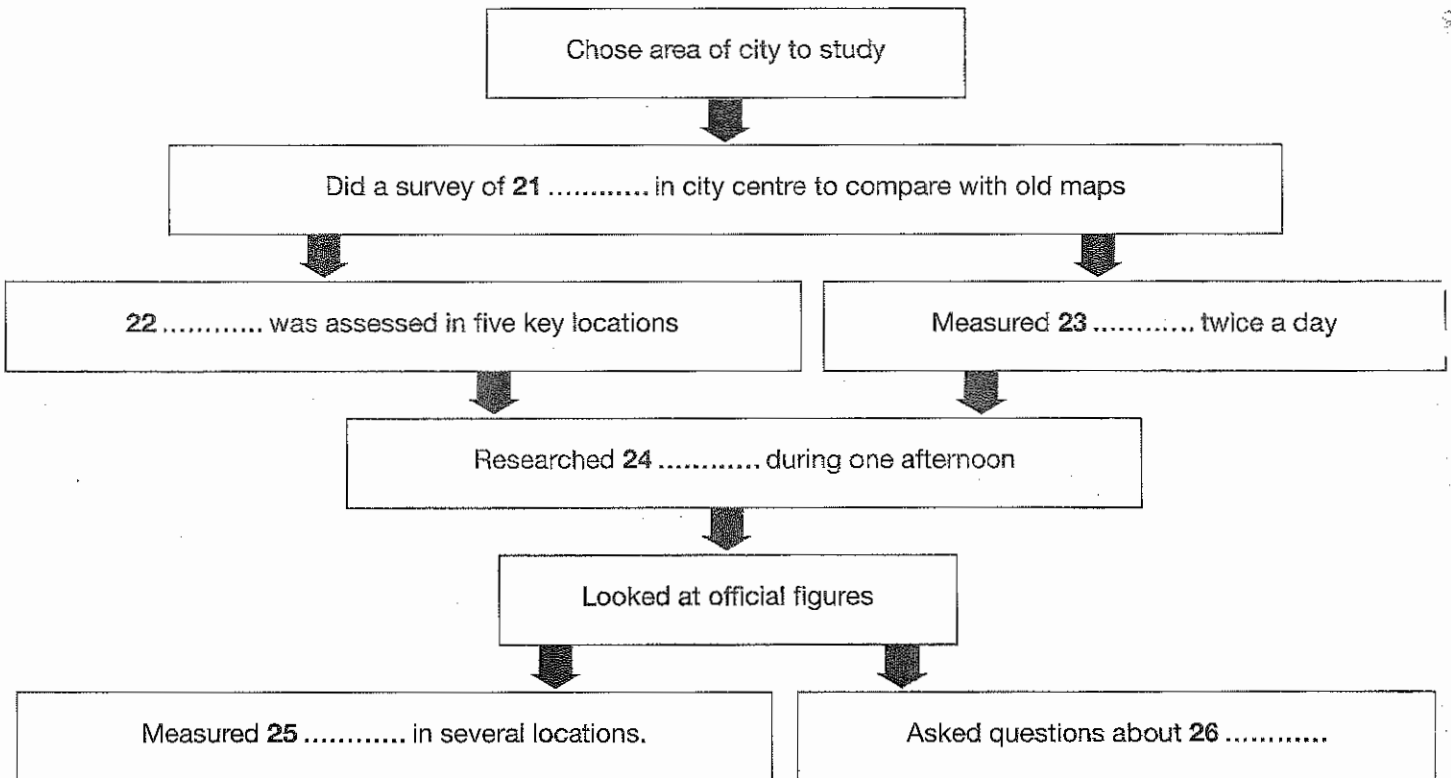 Chose area of city to study
Did a survey of 21 ............ in city centre to compare with old maps
22 ............ was assessed in five key locations
Measured 23 ............ twice a day
Researched 24 ............ during one afternoon
Looked at official figures
Measured 25 ............ in several locations.
Asked questions about 26 ............